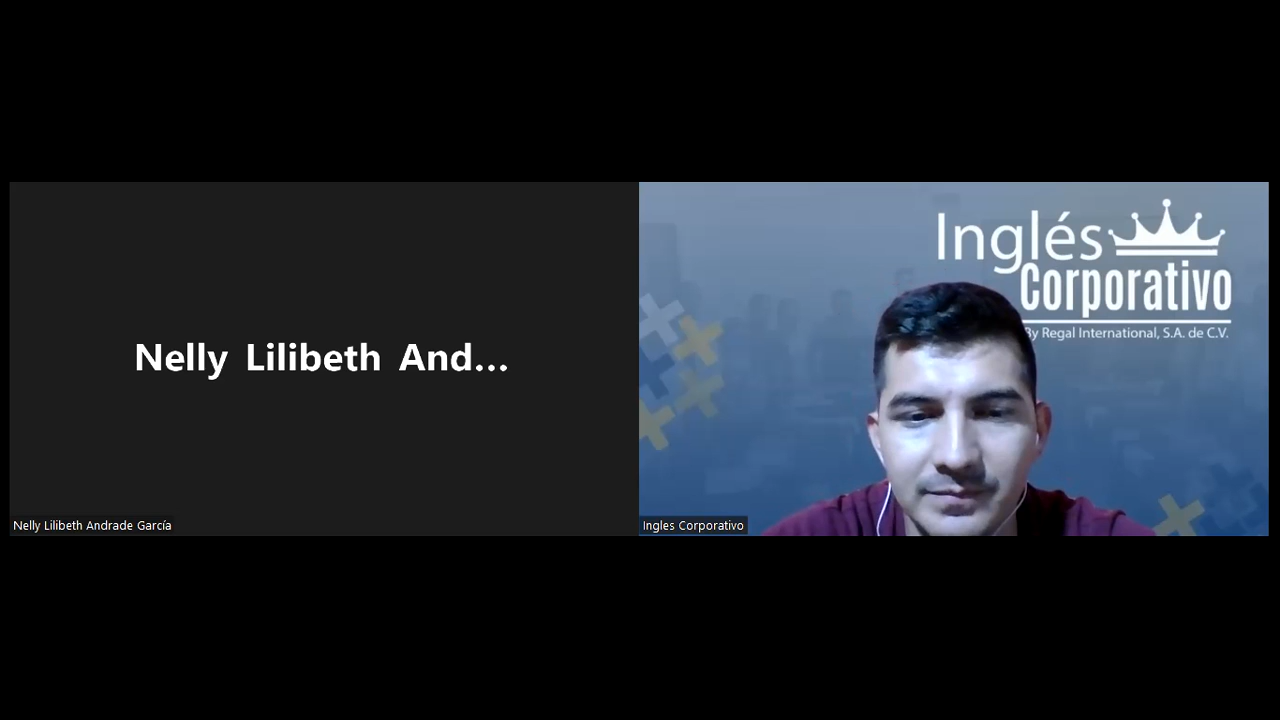 Nelly Lilibeth And...
Nelly Lilibeth Andrade García
Inglés
Corporativo
By Regal International, S.A. de C.V.
Ingles Corporativo